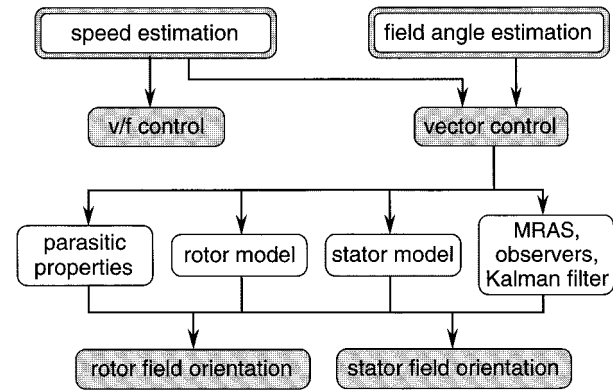 speed estimation
field angle estimation
v/f control
vector control
parasitic
properties
rotor model
stator model
MRAS,
observers,
Kalman filter
rotor field orientation
stator field orientation